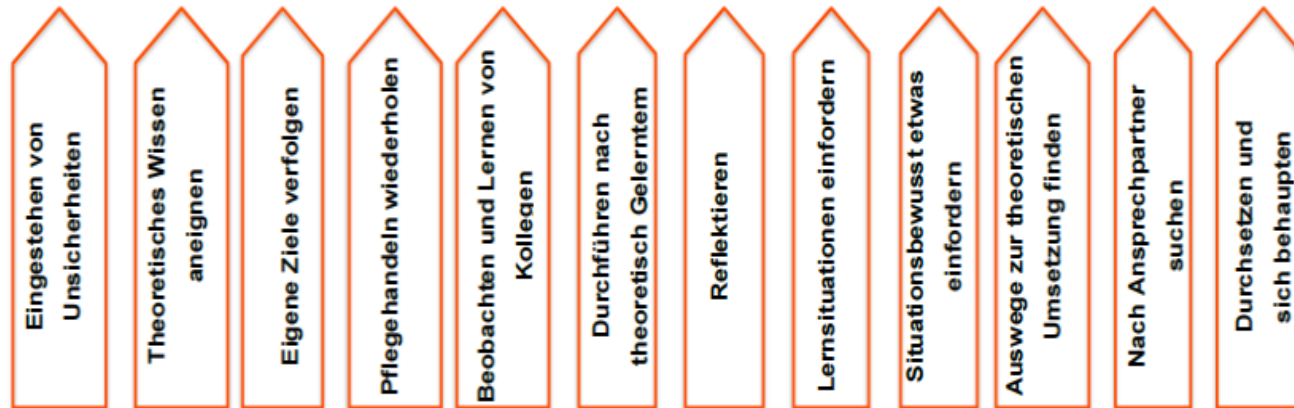 Eingestehen von
Unsicherheiten
Theoretisches Wissen
aneignen
Eigene Ziele verfolgen
Pflegehandeln wiederholen
Beobachten und Lernen von
Kollegen
Durchführen nach
theoretisch Gelerntem
Reflektieren
Lernsituationen einfordern
Situationsbewusst etwas
einfordern
Auswege zur theoretischen
Umsetzung finden
Nach Ansprechpartner
suchen
Durchsetzen und
sich behaupten